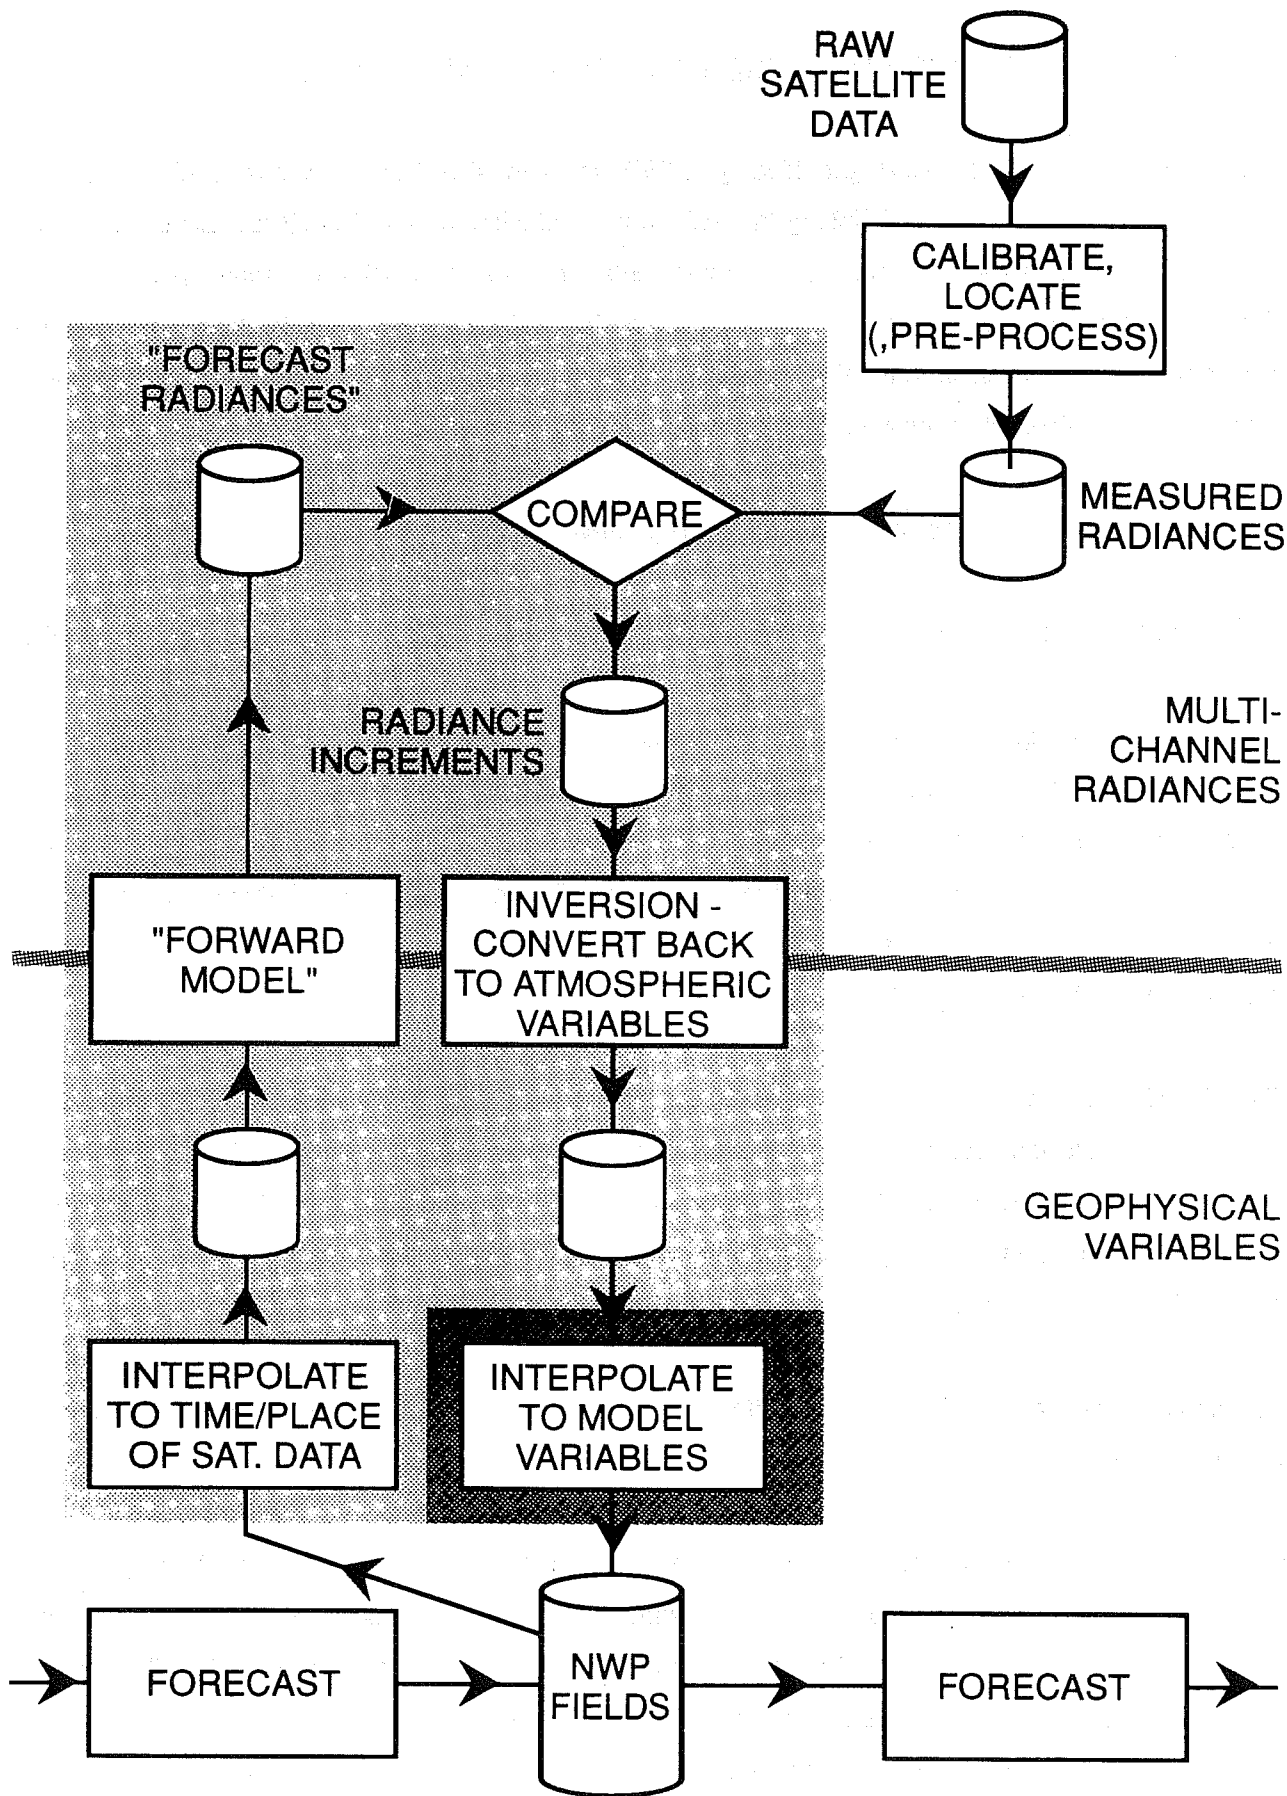 RAW
SATELLITE
DATA
CALIBRATE,
LOCATE
(,PRE-PROCESS)
"FORECAST
RADIANCES"
COMPARE
MEASURED
RADIANCES
RADIANCE
INCREMENTS
MULTI-
CHANNEL
RADIANCES
"FORWARD
MODEL"
INVERSION -
CONVERT BACK
TO ATMOSPHERIC
VARIABLES
GEOPHYSICAL
VARIABLES
INTERPOLATE
TO TIME/PLACE
OF SAT. DATA
INTERPOLATE
TO MODEL
VARIABLES
FORECAST
NWP
FIELDS
FORECAST